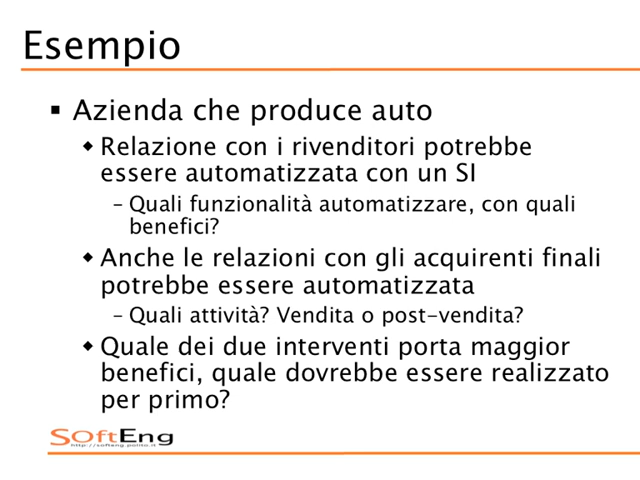 Esempio
▪ Azienda che produce auto
◆ Relazione con i rivenditori potrebbe
essere automatizzata con un SI
– Quali funzionalità automatizzare, con quali
benefici?
◆ Anche le relazioni con gli acquirenti finali
potrebbe essere automatizzata
– Quali attività? Vendita o post-vendita?
◆ Quale dei due interventi porta maggior
benefici, quale dovrebbe essere realizzato
per primo?
SOftEng
http://softeng.polito.it